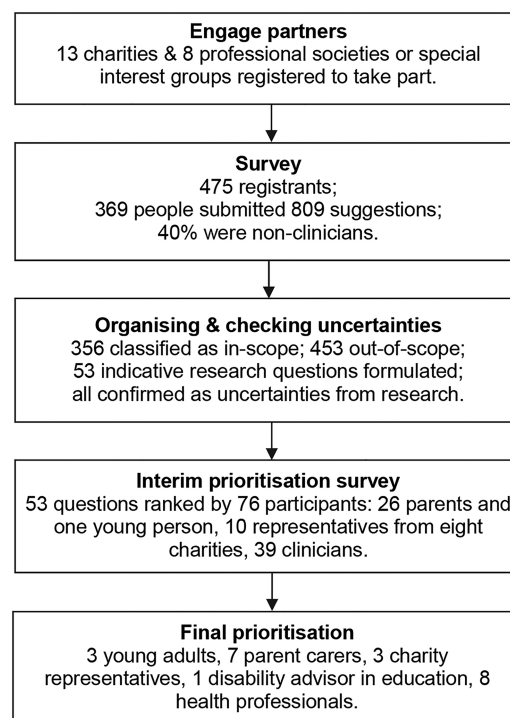 Engage partners
13 charities & 8 professional societies or special
interest groups registered to take part.
Survey
475 registrants;
369 people submitted 809 suggestions;
40% were non-clinicians.
Organising & checking uncertainties
356 classified as in-scope; 453 out-of-scope;
53 indicative research questions formulated;
all confirmed as uncertainties from research.
Interim prioritisation survey
53 questions ranked by 76 participants: 26 parents and
one young person, 10 representatives from eight
charities, 39 clinicians.
Final prioritisation
3 young adults, 7 parent carers, 3 charity
representatives, 1 disability advisor in education, 8
health professionals.